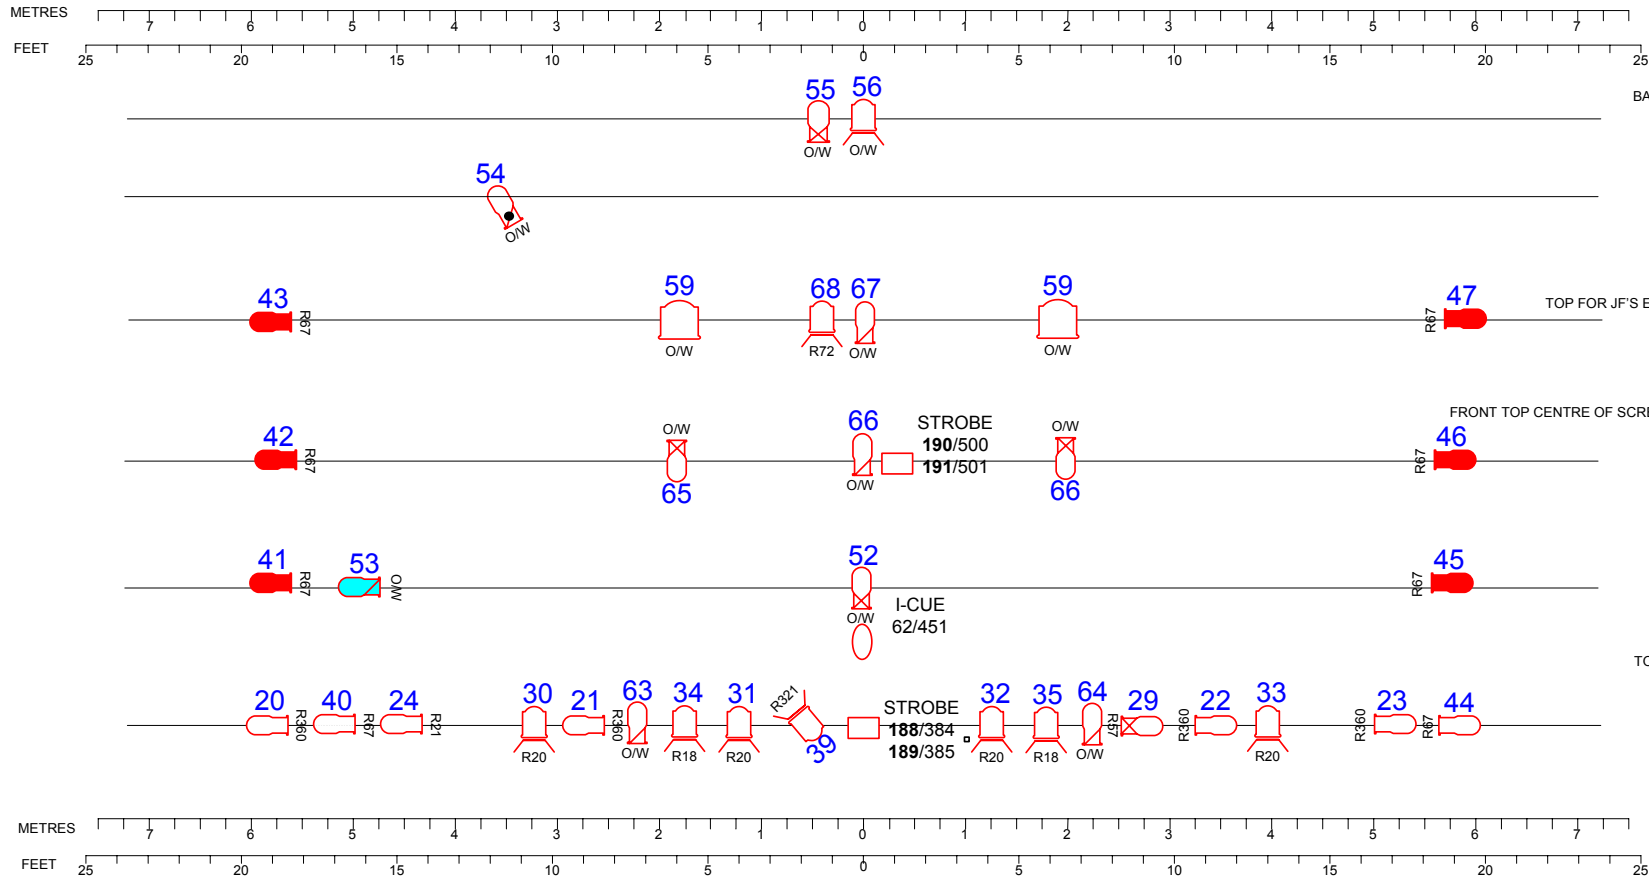 METRES
7 6 5 4 3 2 1 0 1 2 3 4 5 6 7
FEET
25 20 15 10 5 0 5 10 15 20 25
55 56
BA
O/W O/W
54
O/W
43 59 68 67 59 47
TOP FOR JF'S E
R67 R67
O/W R72 O/W O/W
FRONT TOP CENTRE OF SCRE
42 O/W 66 STROBE O/W 46
190/500
R67 191/501 R67
65 O/W 66
41 53 52 45
R67 O/W R67
O/W I-CUE
62/451
TO
20 40 24 30 21 63 34 31 R321 STROBE 32 35 64 29 22 33 23 44
188/384
R360 R67 R21 R360 39 R57 R360 R360 R67
189/385
R20 O/W R18 R20 R20 R18 O/W R20
METRES
7 6 5 4 3 2 1 0 1 2 3 4 5 6 7
FEET
25 20 15 10 5 0 5 10 15 20 25